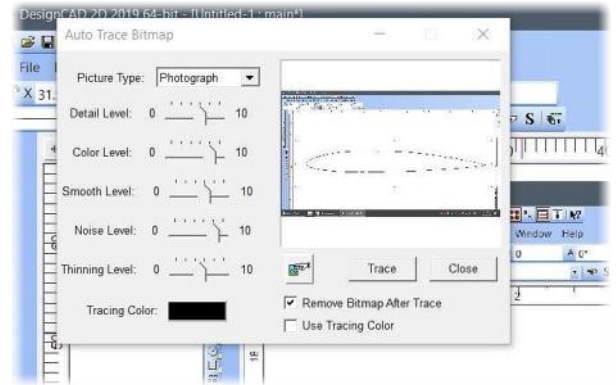 DesignCAD 2D 2019 64-bit - [Untitled-1 : main*]
Auto Trace Bitmap
File
X 31.
Picture Type: Photograph
Detail Level: 0 10
Color Level: 0 10
Smooth Level: 0 10
Noise Level: 0 10
Thinning Level: 0 10
Tracing Color:
Trace Close
Remove Bitmap After Trace
Use Tracing Color
S
Window Help
0 0°
2
18